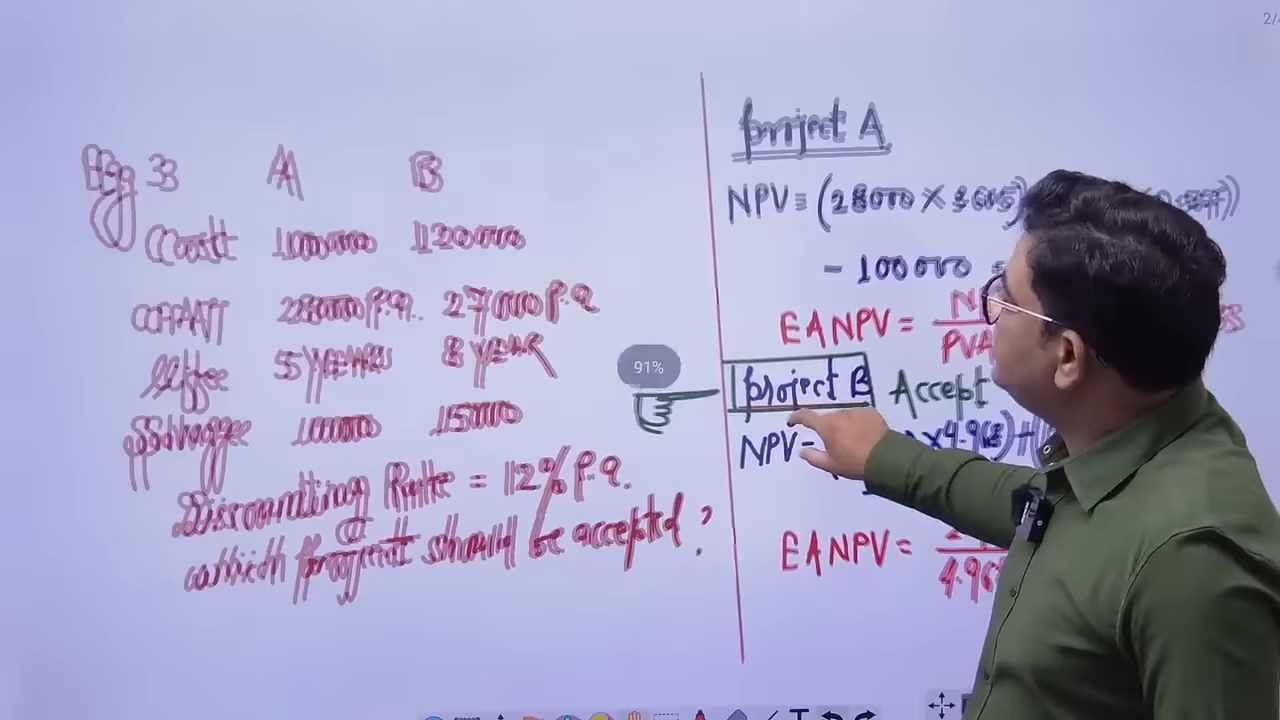 2/
Eg 3 A B
Cost 100000 120000
CFAT 28000 P.a. 27000 P.a
Life 5 YEARS 8 YEAR
Salvage 10000 15000
Discounting Rate = 12% P.a.
which project should be accepted?
project A
NPV = (28000 × 3.605)
- 100000 =
EANPV =
PVA
91%
project B Accept
NPV = × 4.968) +
EANPV =
4.96